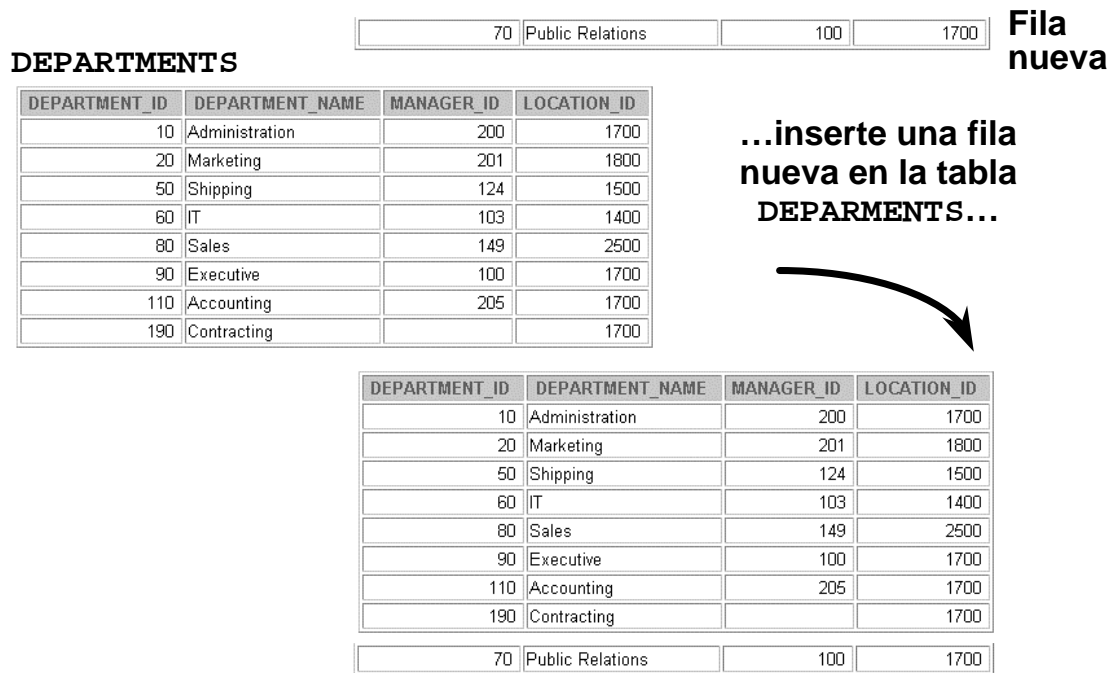 70 Public Relations 100 1700
Fila
nueva
DEPARTMENTS
DEPARTMENT_ID DEPARTMENT_NAME MANAGER_ID LOCATION_ID
10 Administration 200 1700
20 Marketing 201 1800
50 Shipping 124 1500
60 IT 103 1400
80 Sales 149 2500
90 Executive 100 1700
110 Accounting 205 1700
190 Contracting 1700
...inserte una fila
nueva en la tabla
DEPARMENTS...
DEPARTMENT_ID DEPARTMENT_NAME MANAGER_ID LOCATION_ID
10 Administration 200 1700
20 Marketing 201 1800
50 Shipping 124 1500
60 IT 103 1400
80 Sales 149 2500
90 Executive 100 1700
110 Accounting 205 1700
190 Contracting 1700
70 Public Relations 100 1700